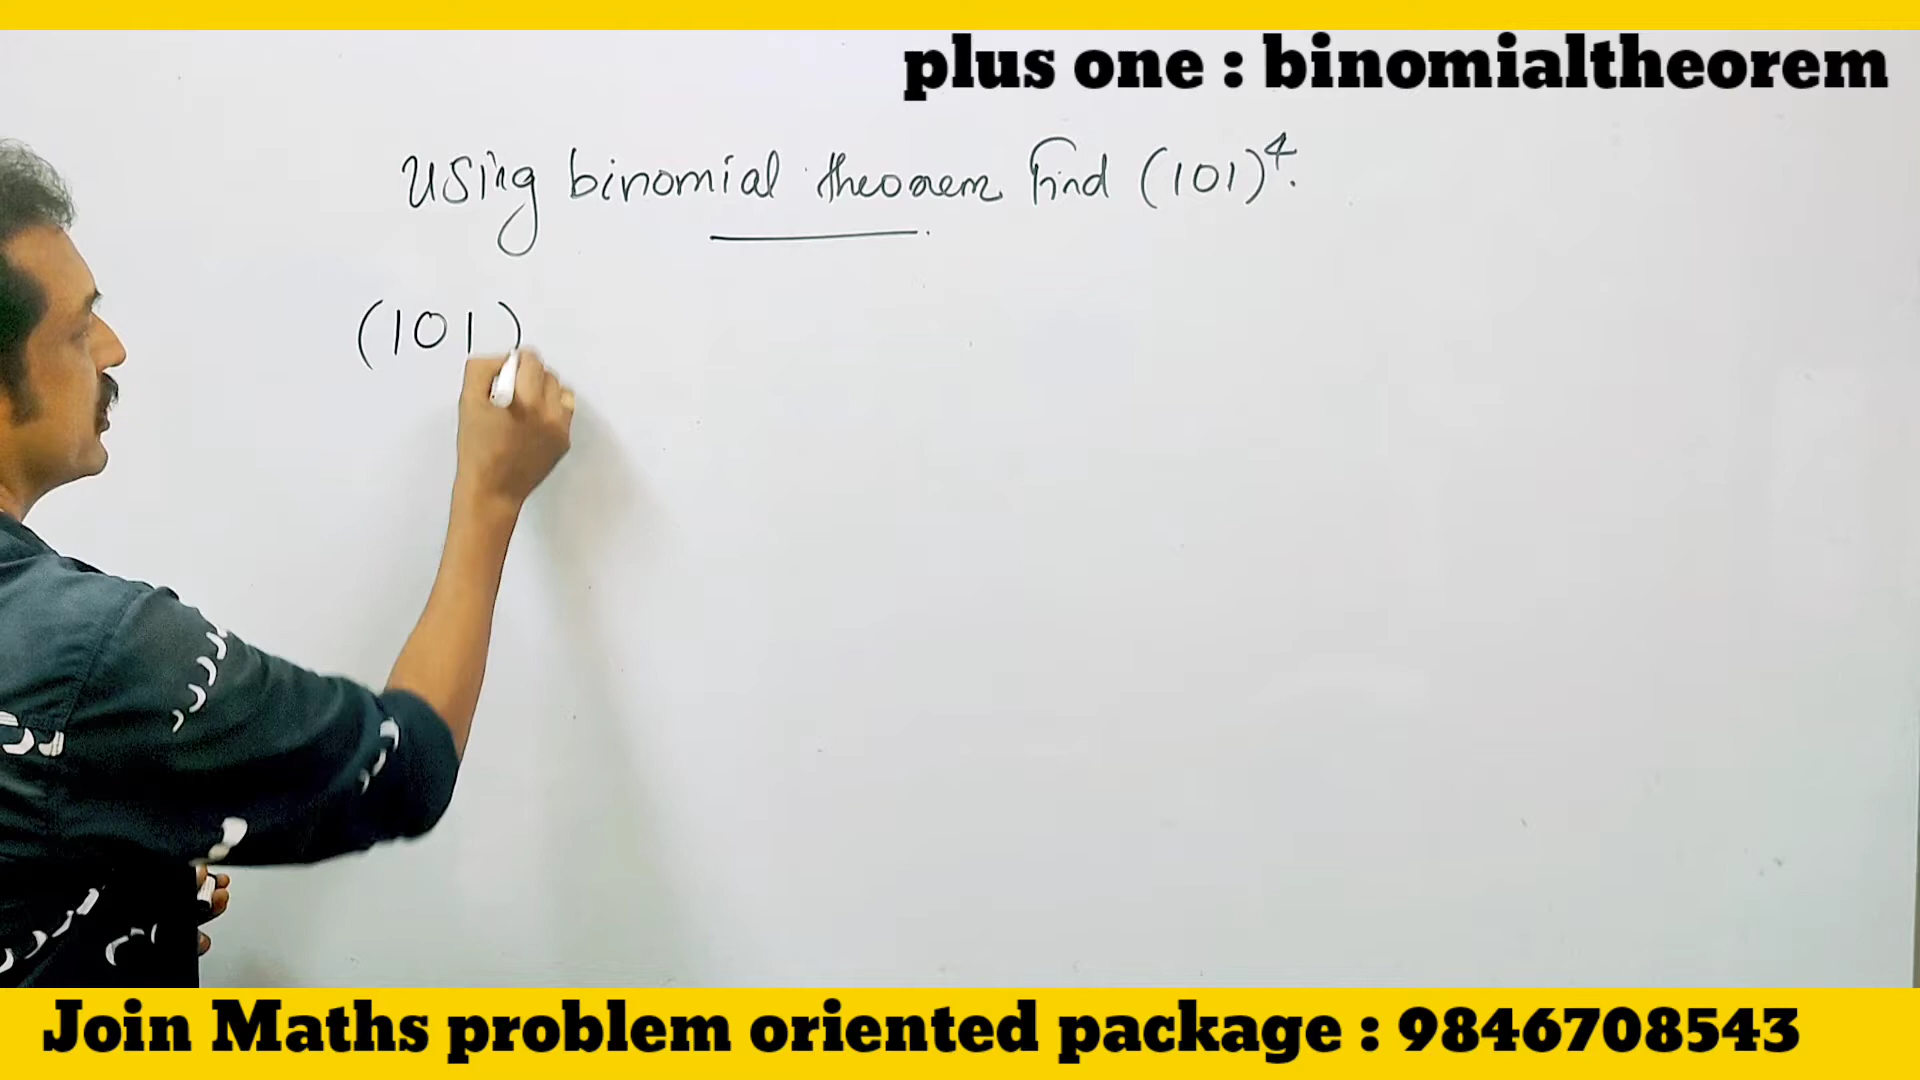 plus one : binomialtheorem
Using binomial theorem find (101)⁴.
(101)
Join Maths problem oriented package : 9846708543